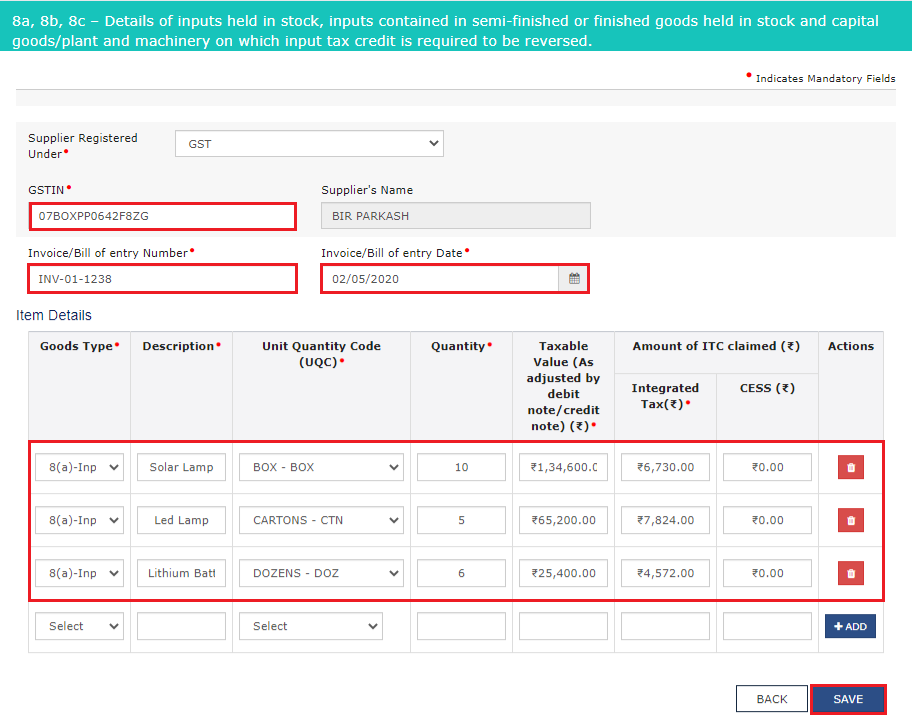 8a, 8b, 8c – Details of inputs held in stock, inputs contained in semi-finished or finished goods held in stock and capital
goods/plant and machinery on which input tax credit is required to be reversed.
• Indicates Mandatory Fields
Supplier Registered
Under•
GST
GSTIN•
Supplier's Name
07BOXPP0642F8ZG
BIR PARKASH
Invoice/Bill of entry Number•
Invoice/Bill of entry Date•
INV-01-1238
02/05/2020
Item Details
Goods Type•
Description•
Unit Quantity Code
(UQC)•
Quantity•
Taxable
Value (As
adjusted by
debit
note/credit
note) (₹)•
Amount of ITC claimed (₹)
Integrated
Tax(₹)•
CESS (₹)
Actions
8(a)-Inp Solar Lamp BOX - BOX 10 ₹1,34,600.0 ₹6,730.00 ₹0.00
8(a)-Inp Led Lamp CARTONS - CTN 5 ₹65,200.00 ₹7,824.00 ₹0.00
8(a)-Inp Lithium Batt DOZENS - DOZ 6 ₹25,400.00 ₹4,572.00 ₹0.00
Select Select + ADD
BACK SAVE